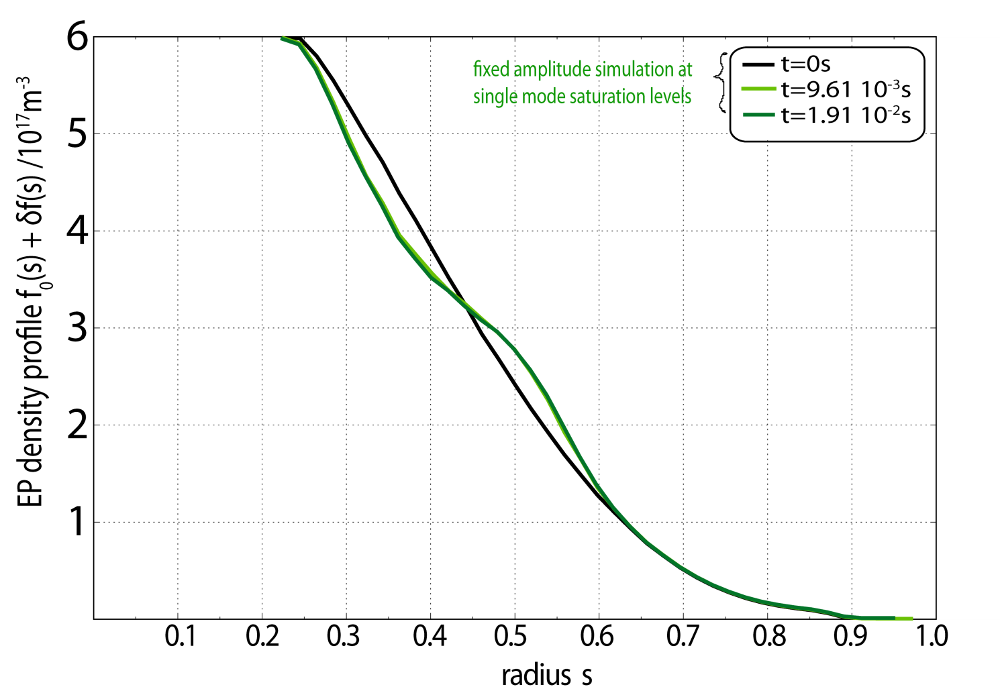 6
5
4
3
2
1
EP density profile f₀(s) + δf(s) /10¹⁷m⁻³
fixed amplitude simulation at
single mode saturation levels
t=0s
t=9.61 10⁻³s
t=1.91 10⁻²s
0.1 0.2 0.3 0.4 0.5 0.6 0.7 0.8 0.9 1.0
radius s